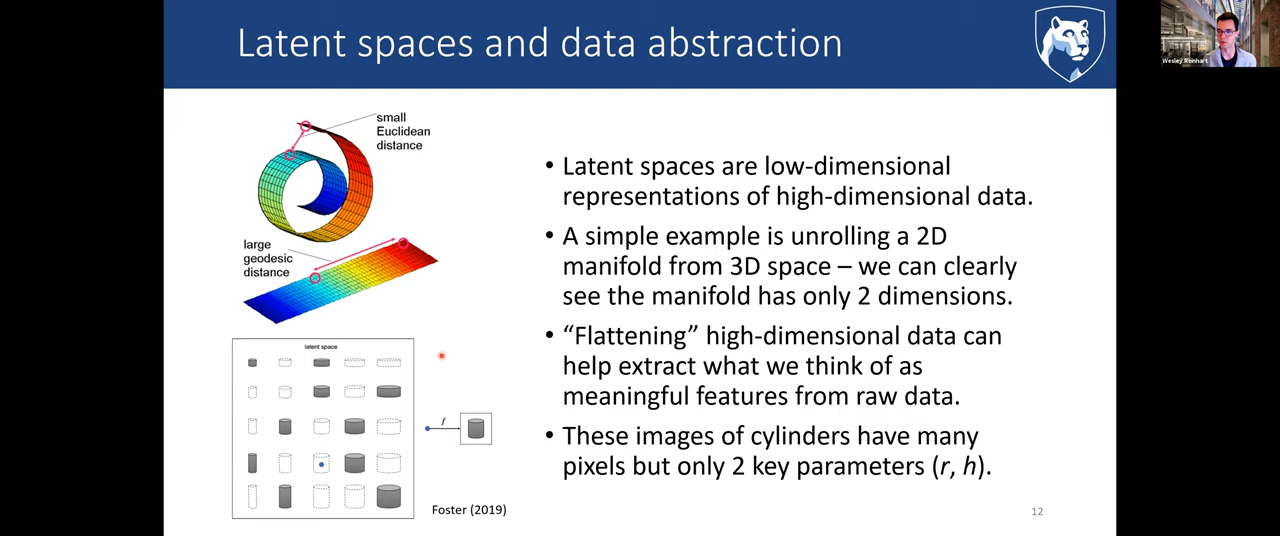 Latent spaces and data abstraction
Wesley Reinhart
small
Euclidean
distance
large
geodesic
distance
latent space
f
Foster (2019)
• Latent spaces are low-dimensional
representations of high-dimensional data.
• A simple example is unrolling a 2D
manifold from 3D space – we can clearly
see the manifold has only 2 dimensions.
• “Flattening” high-dimensional data can
help extract what we think of as
meaningful features from raw data.
• These images of cylinders have many
pixels but only 2 key parameters (r, h).
12